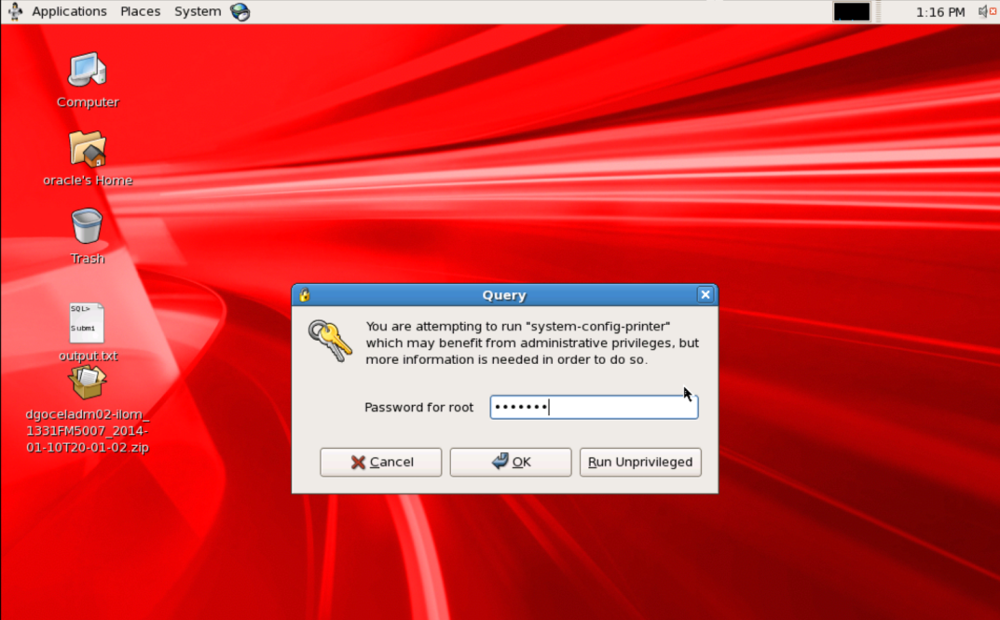 Applications Places System
1:16 PM
Computer
oracle's Home
Trash
SQL>
Submi
output.txt
dgoceladm02-ilom_
1331FM5007_2014-
01-10T20-01-02.zip
Query
You are attempting to run "system-config-printer"
which may benefit from administrative privileges, but
more information is needed in order to do so.
Password for root •••••••
Cancel OK Run Unprivileged